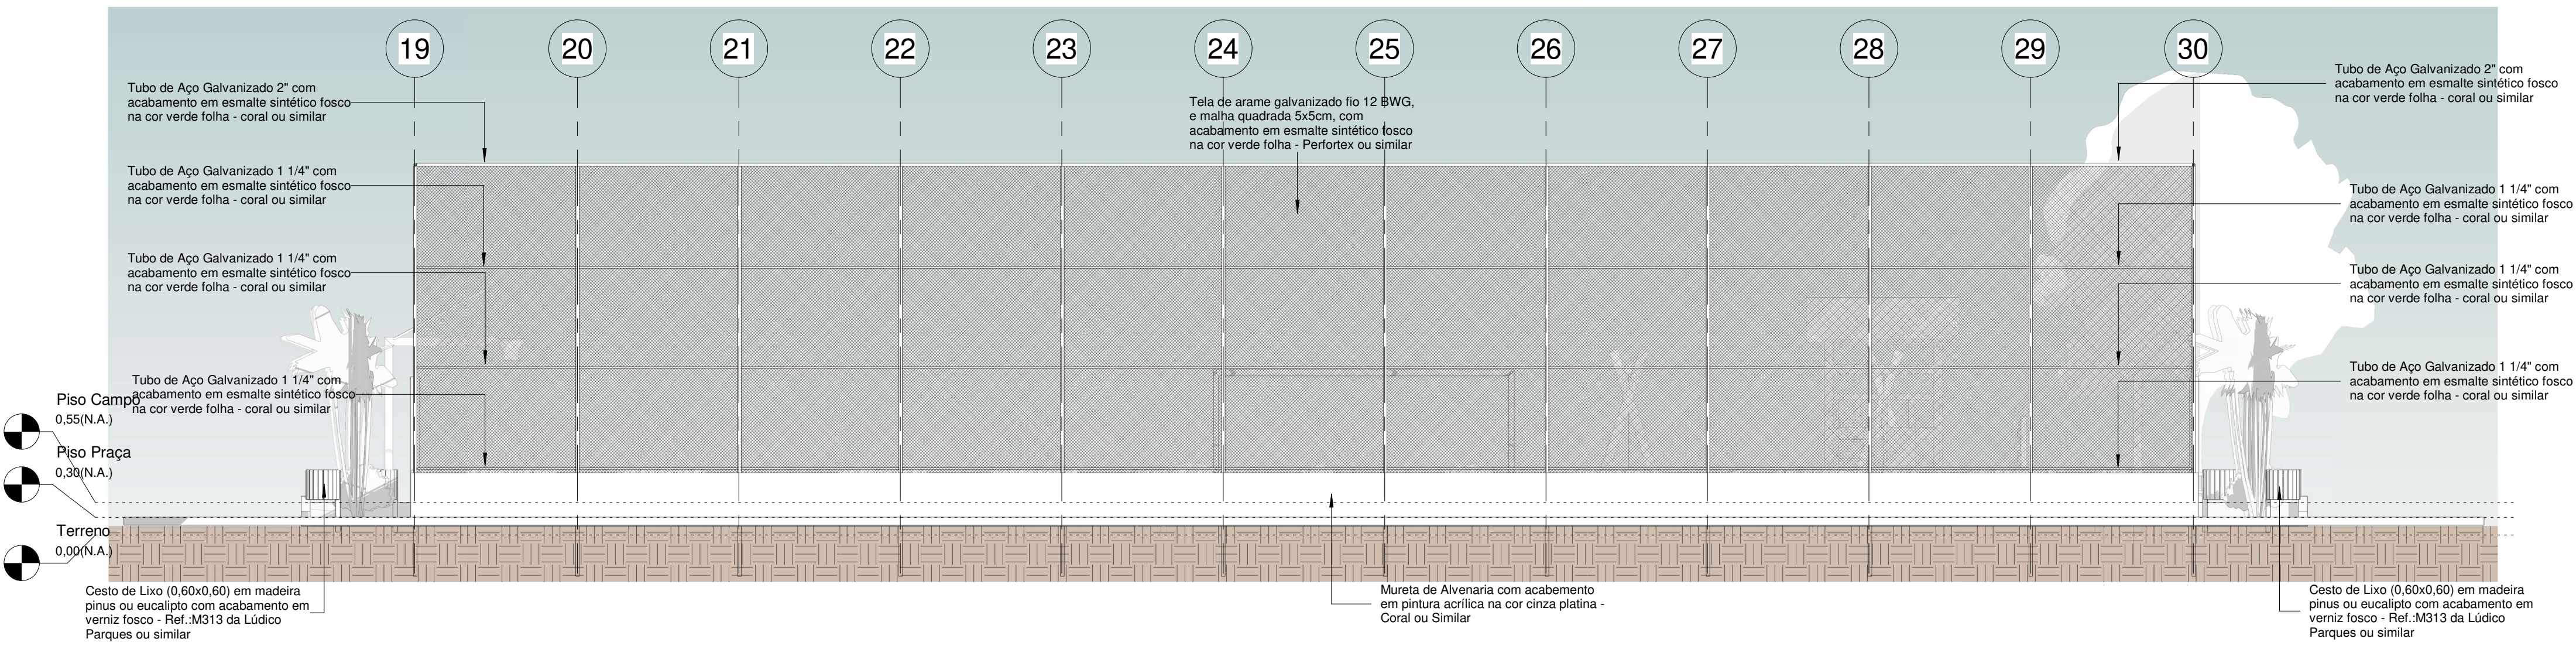 19
20
21
22
23
24
25
26
27
28
29
30
Tubo de Aço Galvanizado 2" com
acabamento em esmalte sintético fosco
na cor verde folha - coral ou similar
Tela de arame galvanizado fio 12 BWG,
e malha quadrada 5x5cm, com
acabamento em esmalte sintético fosco
na cor verde folha - Perfortex ou similar
Tubo de Aço Galvanizado 2" com
acabamento em esmalte sintético fosco
na cor verde folha - coral ou similar
Tubo de Aço Galvanizado 1 1/4" com
acabamento em esmalte sintético fosco
na cor verde folha - coral ou similar
Tubo de Aço Galvanizado 1 1/4" com
acabamento em esmalte sintético fosco
na cor verde folha - coral ou similar
Tubo de Aço Galvanizado 1 1/4" com
acabamento em esmalte sintético fosco
na cor verde folha - coral ou similar
Tubo de Aço Galvanizado 1 1/4" com
acabamento em esmalte sintético fosco
na cor verde folha - coral ou similar
Tubo de Aço Galvanizado 1 1/4" com
acabamento em esmalte sintético fosco
na cor verde folha - coral ou similar
Tubo de Aço Galvanizado 1 1/4" com
acabamento em esmalte sintético fosco
na cor verde folha - coral ou similar
Piso Campo
0,55(N.A.)
Piso Praça
0,30(N.A.)
Terreno
0,00(N.A.)
Cesto de Lixo (0,60x0,60) em madeira
pinus ou eucalipto com acabamento em
verniz fosco - Ref.:M313 da Lúdico
Parques ou similar
Mureta de Alvenaria com acabemento
em pintura acrílica na cor cinza platina -
Coral ou Similar
Cesto de Lixo (0,60x0,60) em madeira
pinus ou eucalipto com acabamento em
verniz fosco - Ref.:M313 da Lúdico
Parques ou similar